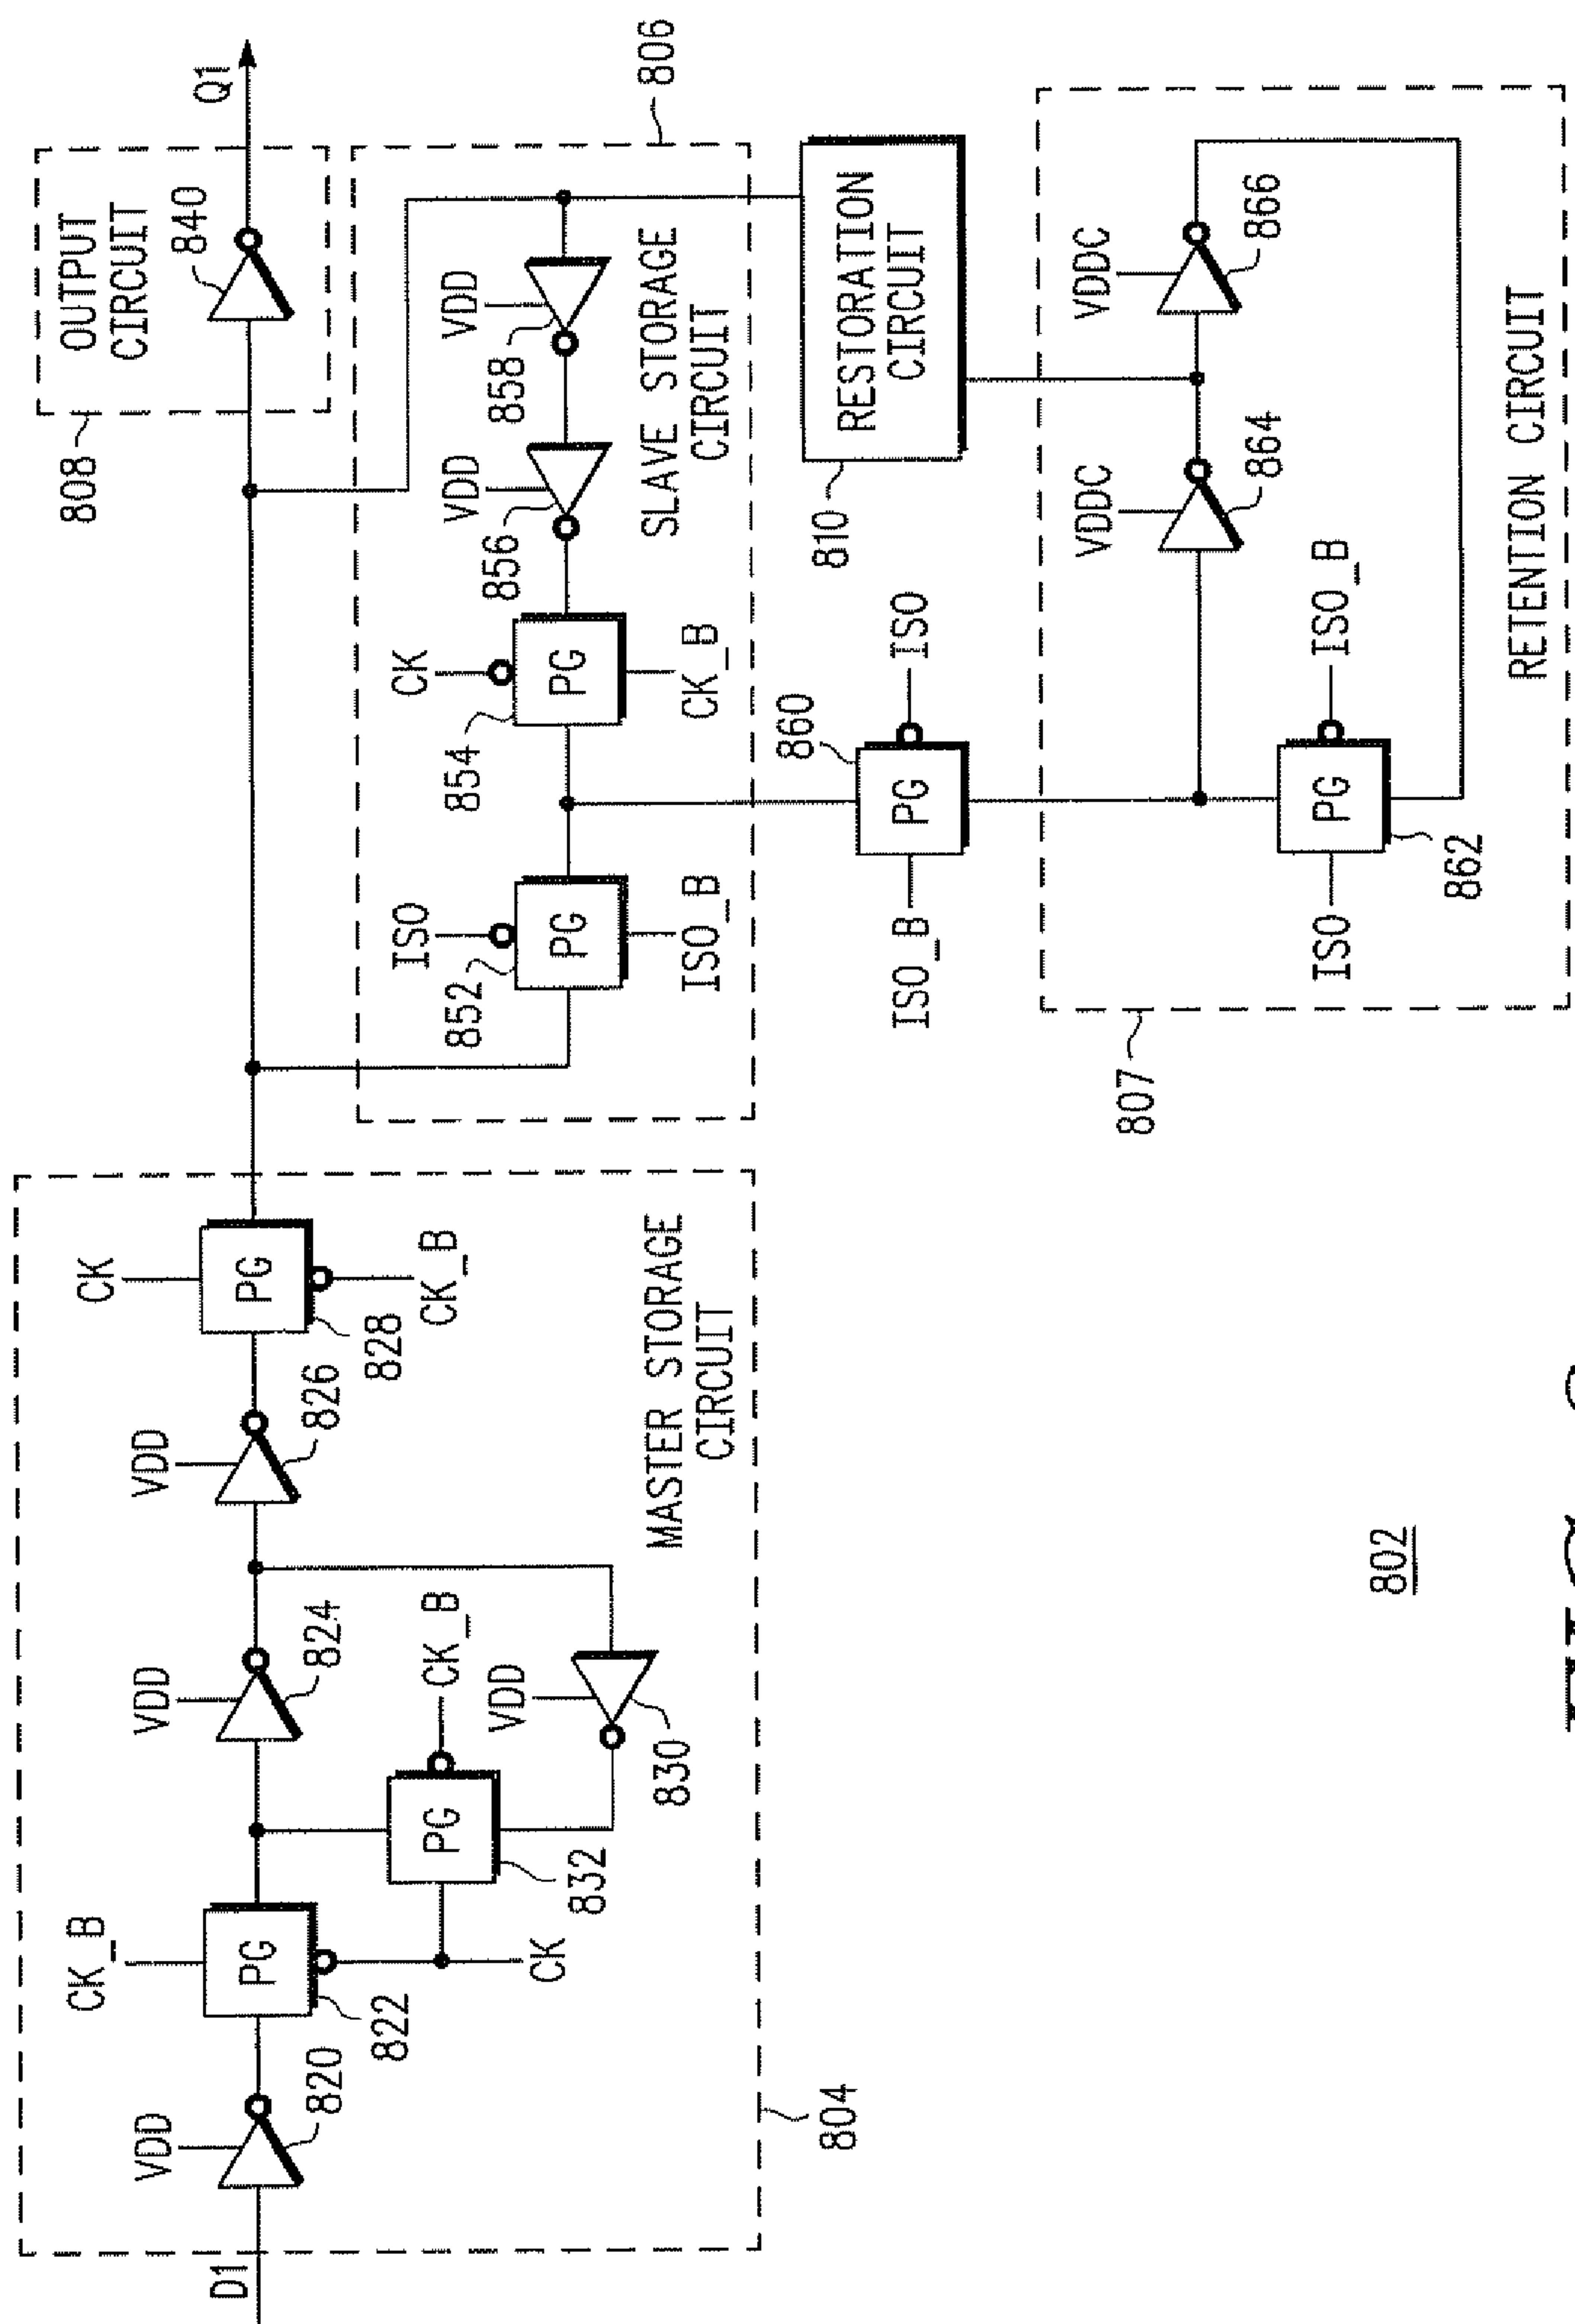 D1
VDD
820
CK_B
PG
822
CK
VDD
824
PG
832
CK_B
VDD
830
VDD
826
CK
PG
828
CK_B
MASTER STORAGE
CIRCUIT
804
OUTPUT
CIRCUIT
840
808
Q1
ISO
PG
852
ISO_B
CK
PG
854
CK_B
VDD
856
VDD
858
SLAVE STORAGE
CIRCUIT
806
RESTORATION
CIRCUIT
810
ISO_B
PG
860
ISO
VDDC
864
VDDC
866
ISO
PG
862
ISO_B
RETENTION CIRCUIT
807
802